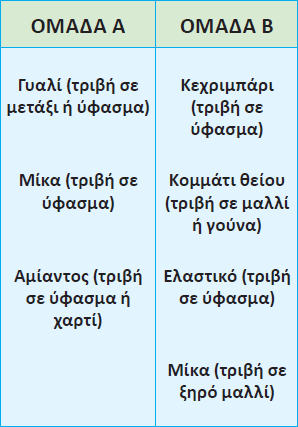 ΟΜΑΔΑ Α
Γυαλί (τριβή σε
μετάξι ή ύφασμα)
Μίκα (τριβή σε
ύφασμα)
Αμίαντος (τριβή
σε ύφασμα ή
χαρτί)
ΟΜΑΔΑ Β
Κεχριμπάρι
(τριβή σε
ύφασμα)
Κομμάτι θείου
(τριβή σε μαλλί
ή γούνα)
Ελαστικό (τριβή
σε ύφασμα)
Μίκα (τριβή σε
ξηρό μαλλί)